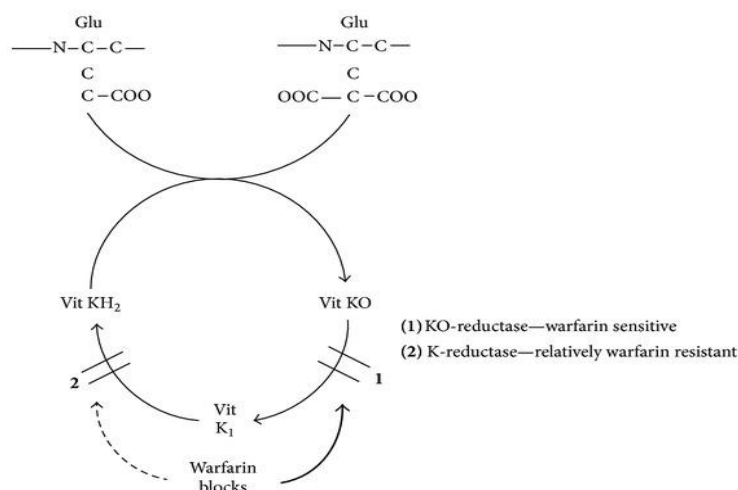 Glu
Glu
N–C–C–
N–C–C–
C
C
C–COO
OOC–C–COO
Vit KH₂
Vit KO
(1) KO-reductase—warfarin sensitive
(2) K-reductase—relatively warfarin resistant
2
1
Vit
K₁
Warfarin
blocks